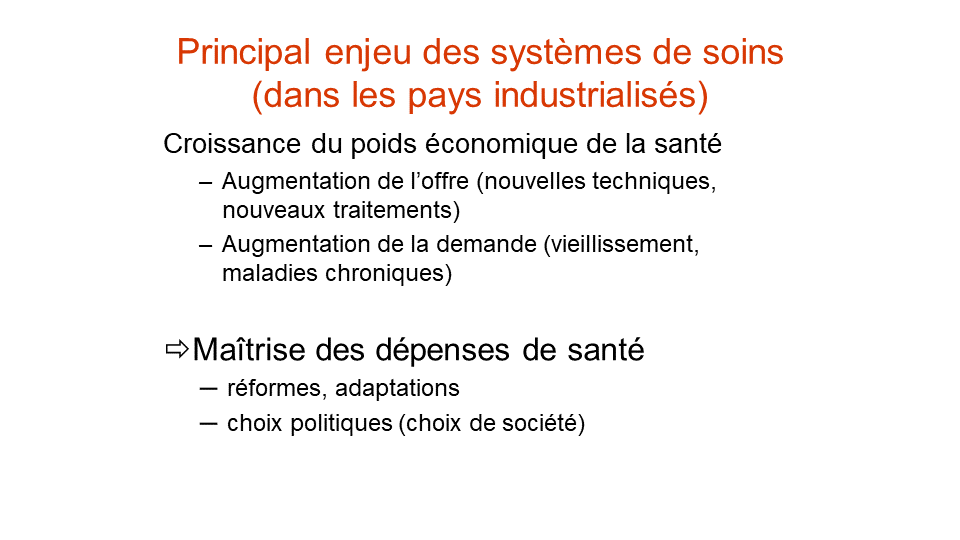 Principal enjeu des systèmes de soins
(dans les pays industrialisés)
Croissance du poids économique de la santé
– Augmentation de l’offre (nouvelles techniques,
nouveaux traitements)
– Augmentation de la demande (vieillissement,
maladies chroniques)
⇨Maîtrise des dépenses de santé
─ réformes, adaptations
─ choix politiques (choix de société)